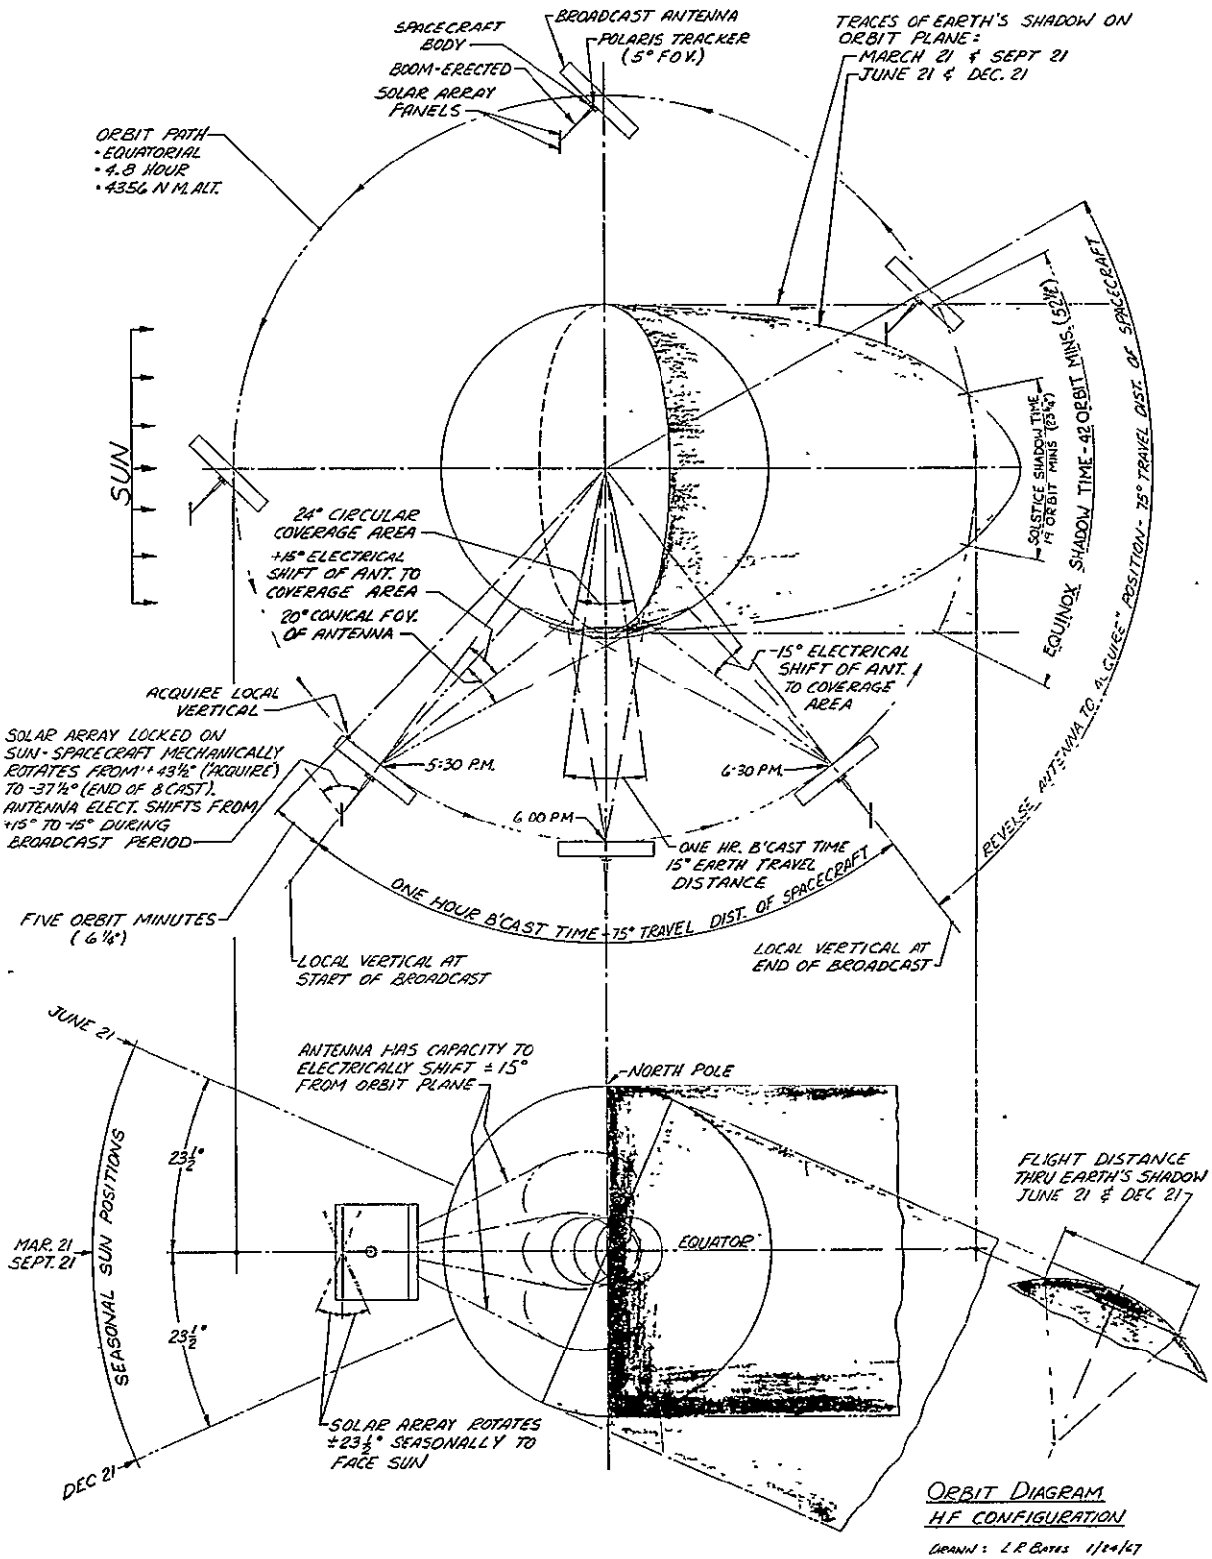 BROADCAST ANTENNA
SPACECRAFT
BODY
POLARIS TRACKER
(5° F.O.V.)
BOOM-ERECTED
SOLAR ARRAY
PANELS
TRACES OF EARTH'S SHADOW ON
ORBIT PLANE:
MARCH 21 & SEPT 21
JUNE 21 & DEC. 21
ORBIT PATH
• EQUATORIAL
• 4.8 HOUR
• 4356 N M. ALT.
SUN
24° CIRCULAR
COVERAGE AREA
+15° ELECTRICAL
SHIFT OF ANT. TO
COVERAGE AREA
20° CONICAL FOV.
OF ANTENNA
SOLSTICE SHADOW TIME
19 ORBIT MINS (23¾°)
EQUINOX SHADOW TIME - 42 ORBIT MINS. (52½°)
REVERSE ANTENNA TO "ACQUIRE" POSITION - 75° TRAVEL DIST. OF SPACECRAFT
-15° ELECTRICAL
SHIFT OF ANT.
TO COVERAGE
AREA
ACQUIRE LOCAL
VERTICAL
SOLAR ARRAY LOCKED ON
SUN - SPACECRAFT MECHANICALLY
ROTATES FROM + 43½° ("ACQUIRE")
TO -37½° (END OF B'CAST).
ANTENNA ELECT. SHIFTS FROM
+15° TO -15° DURING
BROADCAST PERIOD
5:30 P.M.
6:30 P.M.
6:00 PM
ONE HR. B'CAST TIME
15° EARTH TRAVEL
DISTANCE
ONE HOUR B'CAST TIME - 75° TRAVEL DIST. OF SPACECRAFT
FIVE ORBIT MINUTES
(6¼°)
LOCAL VERTICAL AT
START OF BROADCAST
LOCAL VERTICAL AT
END OF BROADCAST
JUNE 21
ANTENNA HAS CAPACITY TO
ELECTRICALLY SHIFT ± 15°
FROM ORBIT PLANE
NORTH POLE
23½°
SEASONAL SUN POSITIONS
MAR. 21
SEPT. 21
EQUATOR
FLIGHT DISTANCE
THRU EARTH'S SHADOW
JUNE 21 & DEC 21
23½°
SOLAR ARRAY ROTATES
±23½° SEASONALLY TO
FACE SUN
DEC 21
ORBIT DIAGRAM
HF CONFIGURATION
DRAWN: L R BATES 1/24/67